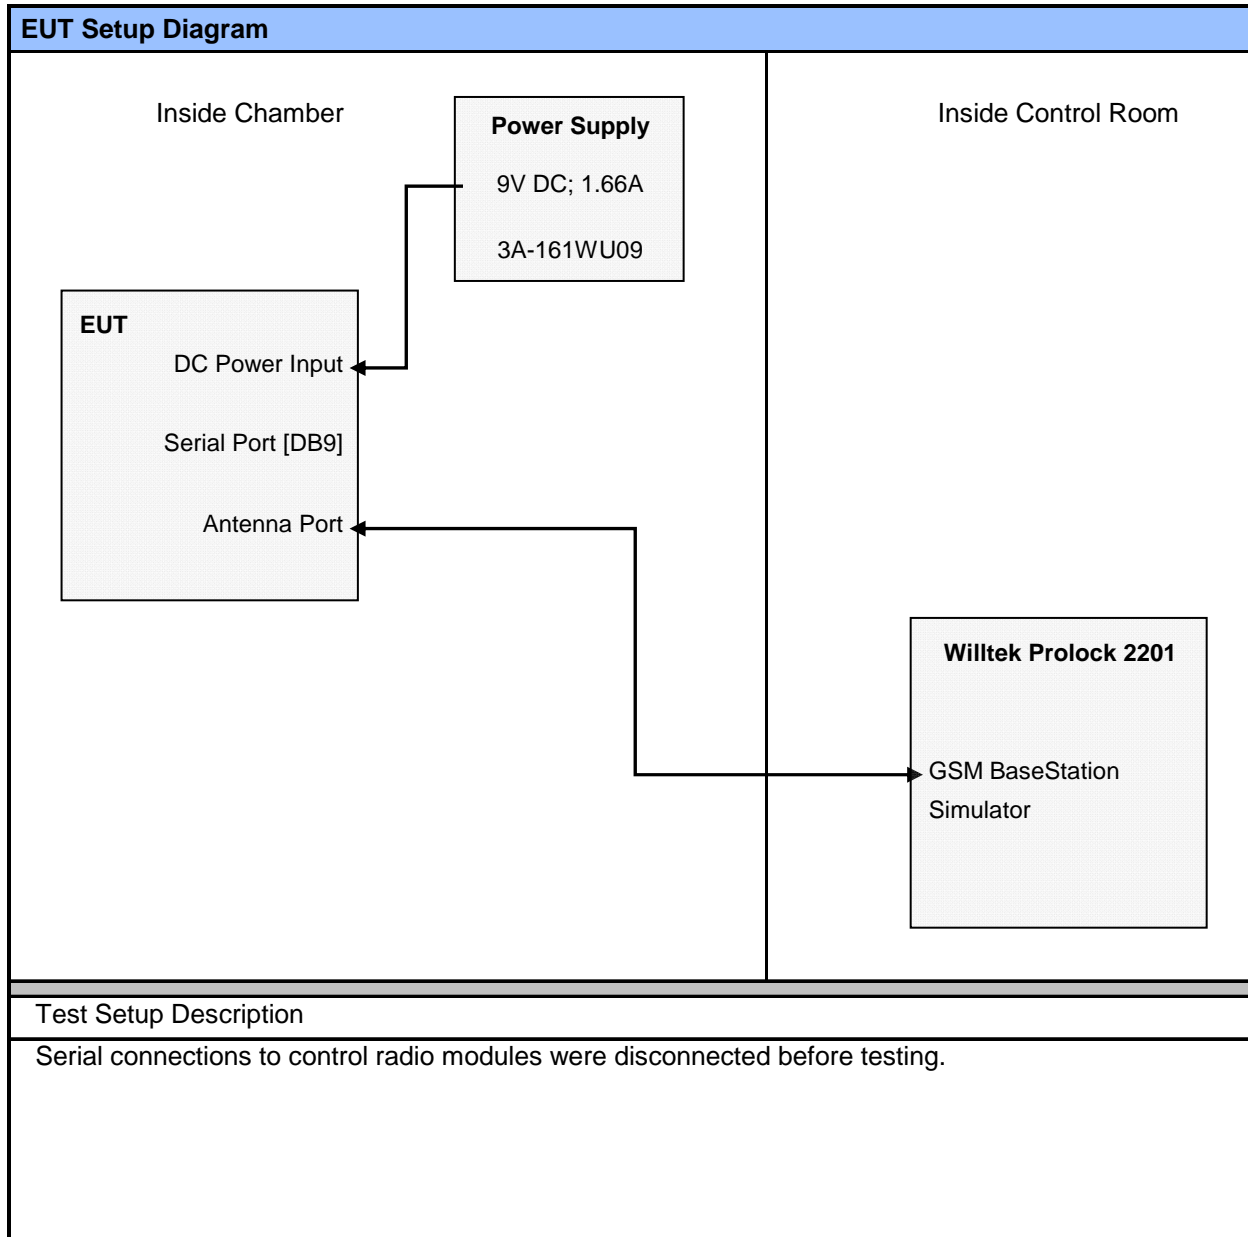 EUT Setup Diagram
Inside Chamber
Power Supply
9V DC; 1.66A
3A-161WU09
Inside Control Room
EUT
DC Power Input
Serial Port [DB9]
Antenna Port
Willtek Prolock 2201
GSM BaseStation
Simulator
Test Setup Description
Serial connections to control radio modules were disconnected before testing.